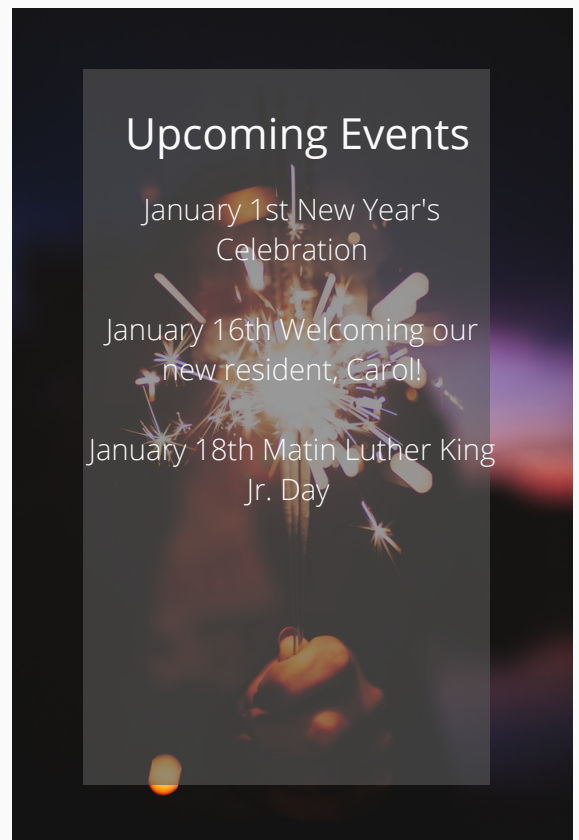 Upcoming Events
January 1st New Year's
Celebration
January 16th Welcoming our
new resident, Carol!
January 18th Matin Luther King
Jr. Day